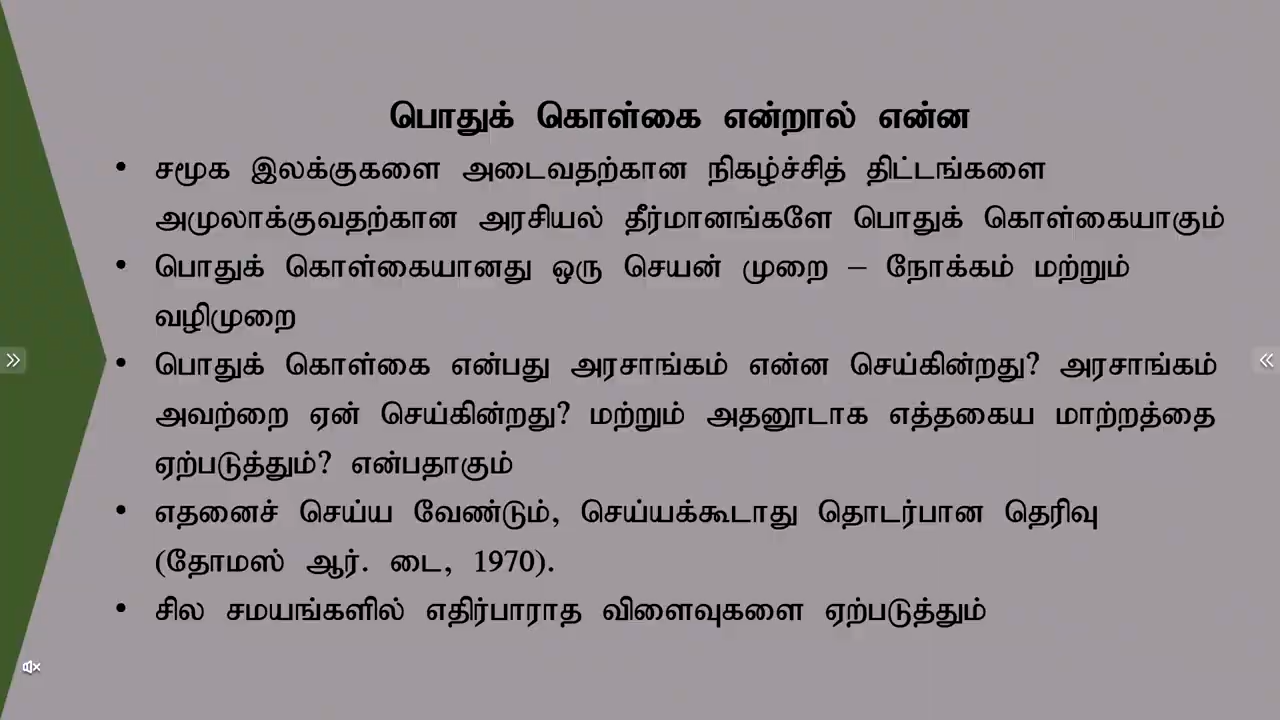 பொதுக் கொள்கை என்றால் என்ன
• சமூக இலக்குகளை அடைவதற்கான நிகழ்ச்சித் திட்டங்களை
அமுலாக்குவதற்கான அரசியல் தீர்மானங்களே பொதுக் கொள்கையாகும்
• பொதுக் கொள்கையானது ஒரு செயன் முறை – நோக்கம் மற்றும்
வழிமுறை
• பொதுக் கொள்கை என்பது அரசாங்கம் என்ன செய்கின்றது? அரசாங்கம்
அவற்றை ஏன் செய்கின்றது? மற்றும் அதனூடாக எத்தகைய மாற்றத்தை
ஏற்படுத்தும்? என்பதாகும்
• எதனைச் செய்ய வேண்டும், செய்யக்கூடாது தொடர்பான தெரிவு
(தோமஸ் ஆர். டை, 1970).
• சில சமயங்களில் எதிர்பாராத விளைவுகளை ஏற்படுத்தும்